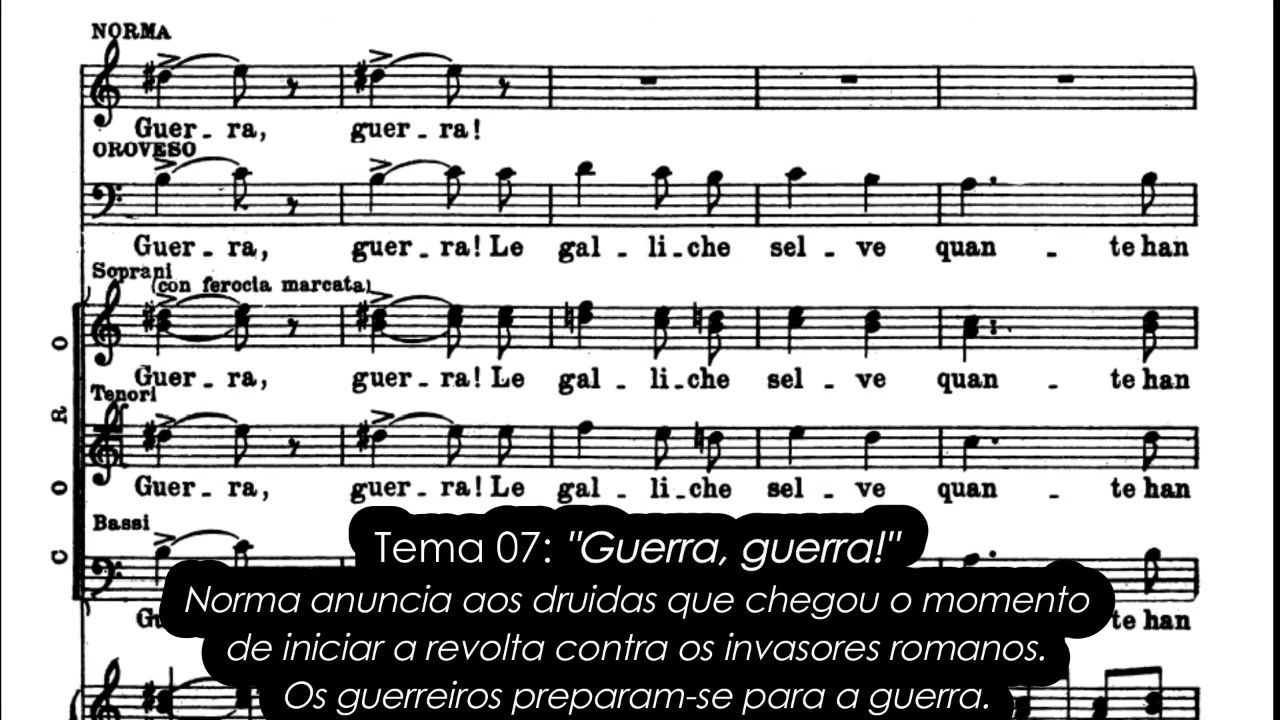 NORMA
Guer - ra, guer - ra!
OROVESO
Guer - ra, guer - ra! Le gal - li-che sel - ve quan - te han
Soprani
(con ferocia marcata)
Guer - ra, guer - ra! Le gal - li-che sel - ve quan - te han
Tenori
Guer - ra, guer - ra! Le gal - li-che sel - ve quan - te han
CORO
Bassi
te han
Tema 07: "Guerra, guerra!"
Norma anuncia aos druidas que chegou o momento
de iniciar a revolta contra os invasores romanos.
Os guerreiros preparam-se para a guerra.